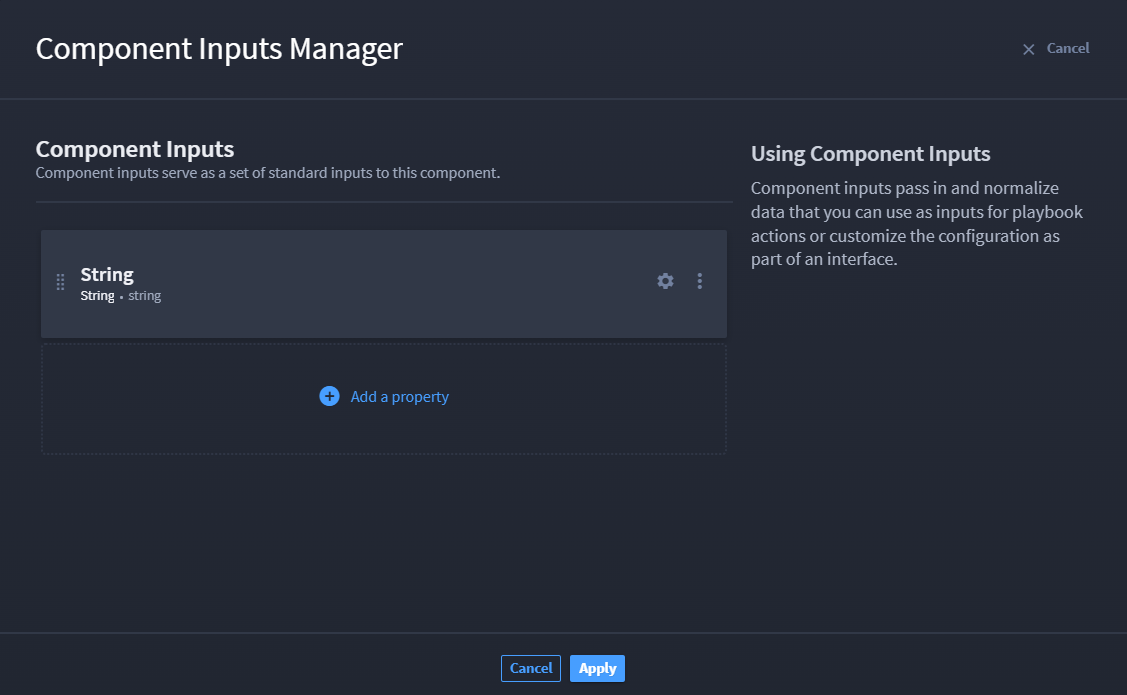 Component Inputs Manager
Cancel
Component Inputs
Component inputs serve as a set of standard inputs to this component.
String
String • string
Add a property
Using Component Inputs
Component inputs pass in and normalize
data that you can use as inputs for playbook
actions or customize the configuration as
part of an interface.
Cancel
Apply